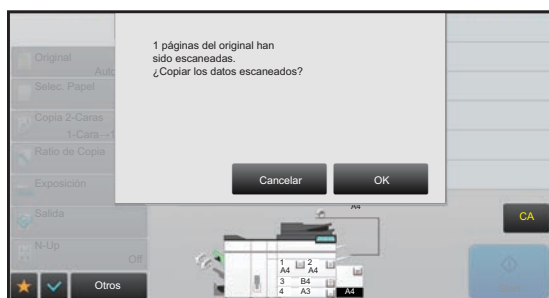 1 páginas del original han
sido escaneadas.
¿Copiar los datos escaneados?
Cancelar
OK
Original
Auto
Selec. Papel
Copia 2-Caras
1-Cara→1
Ratio de Copia
Exposición
Salida
N-Up
Off
Otros
A4
CA
1 2
A4 A4
3 B4
4 A3
A4